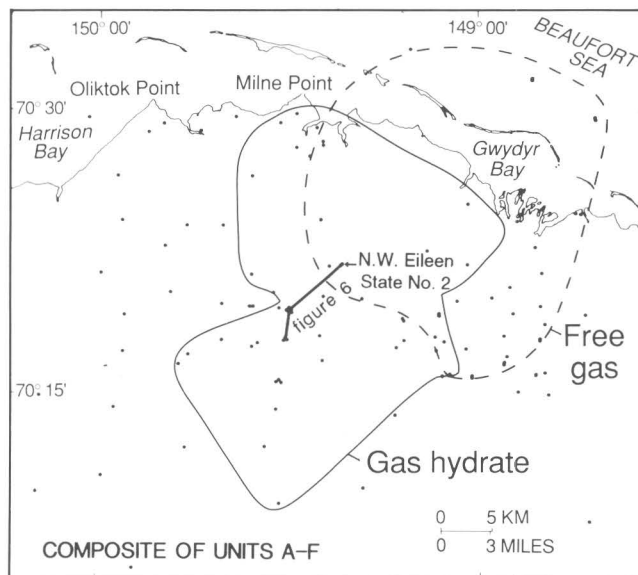 150° 00′
149° 00′
BEAUFORT
SEA
Oliktok Point
Milne Point
70° 30′
Harrison
Bay
Gwydyr
Bay
N.W. Eileen
State No. 2
figure 6
Free
gas
70° 15′
Gas hydrate
0 5 KM
0 3 MILES
COMPOSITE OF UNITS A-F